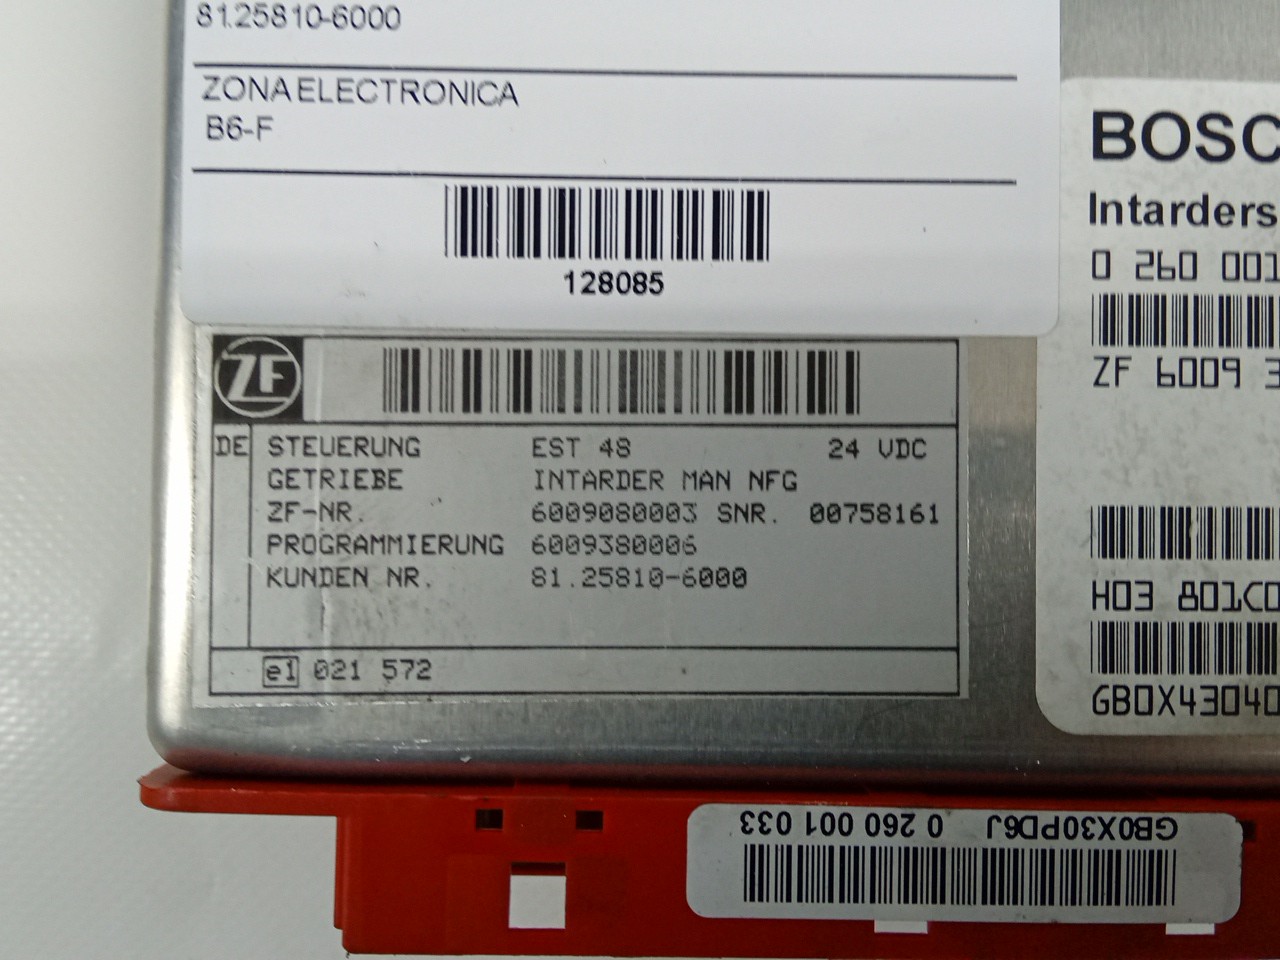 81.25810-6000
ZONA ELECTRONICA
B6-F
128085
ZF
DE STEUERUNG EST 48 24 VDC
GETRIEBE INTARDER MAN NFG
ZF-NR. 6009080003 SNR. 00758161
PROGRAMMIERUNG 6009380006
KUNDEN NR. 81.25810-6000
e1 021 572
BOSC
Intarders
0 260 001
ZF 6009 3
H03 801C0
GB0X43040
GB0X30PD6J 0 260 001 033